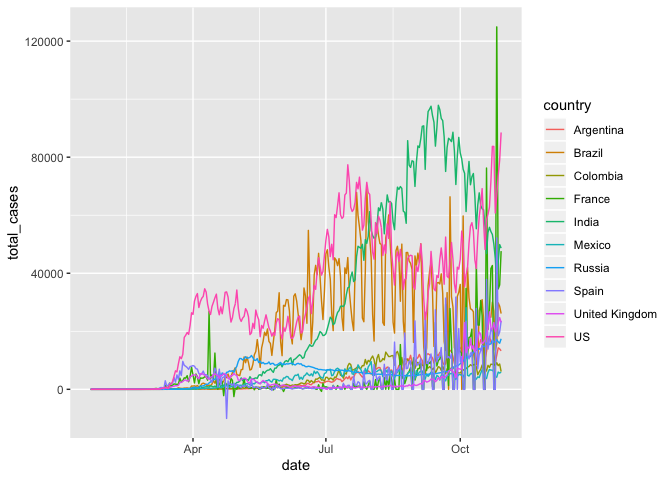 total_cases
120000
80000
40000
0
Apr
Jul
Oct
date
country
Argentina
Brazil
Colombia
France
India
Mexico
Russia
Spain
United Kingdom
US